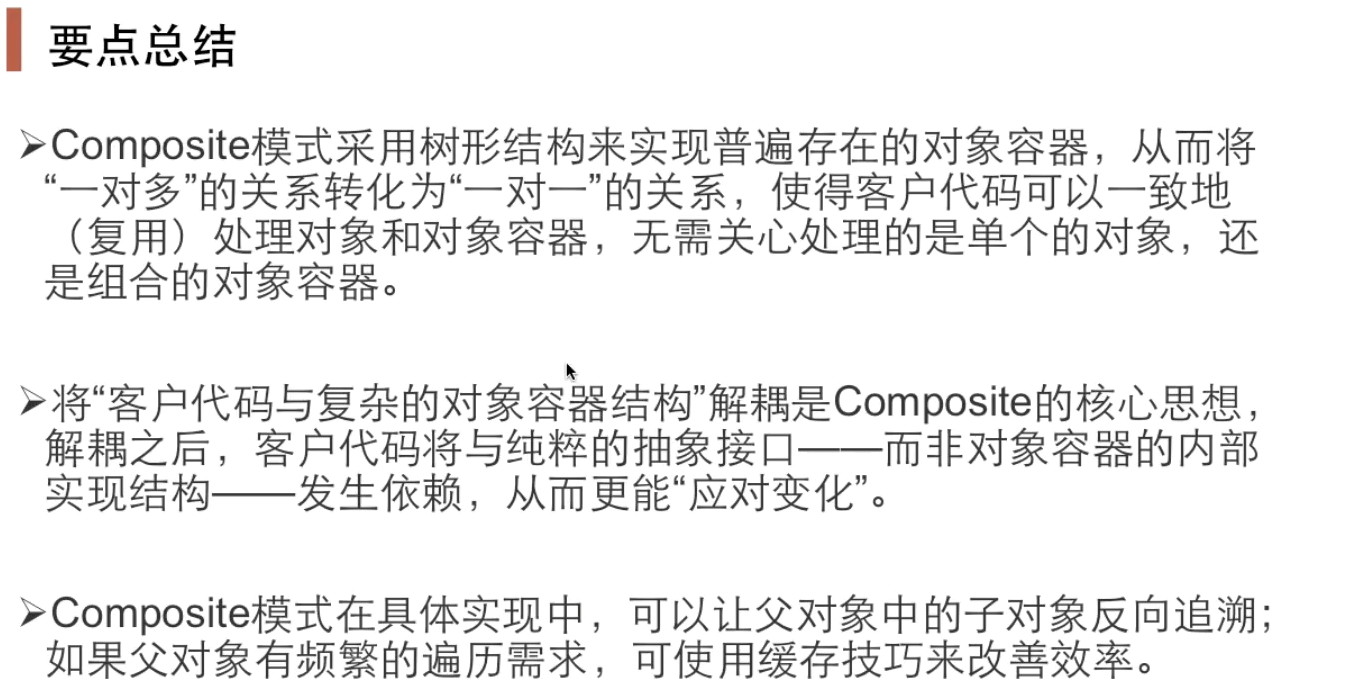 要点总结
➢Composite模式采用树形结构来实现普遍存在的对象容器，从而将
“一对多”的关系转化为“一对一”的关系，使得客户代码可以一致地
（复用）处理对象和对象容器，无需关心处理的是单个的对象，还
是组合的对象容器。
➢将“客户代码与复杂的对象容器结构”解耦是Composite的核心思想，
解耦之后，客户代码将与纯粹的抽象接口——而非对象容器的内部
实现结构——发生依赖，从而更能“应对变化”。
➢Composite模式在具体实现中，可以让父对象中的子对象反向追溯；
如果父对象有频繁的遍历需求，可使用缓存技巧来改善效率。